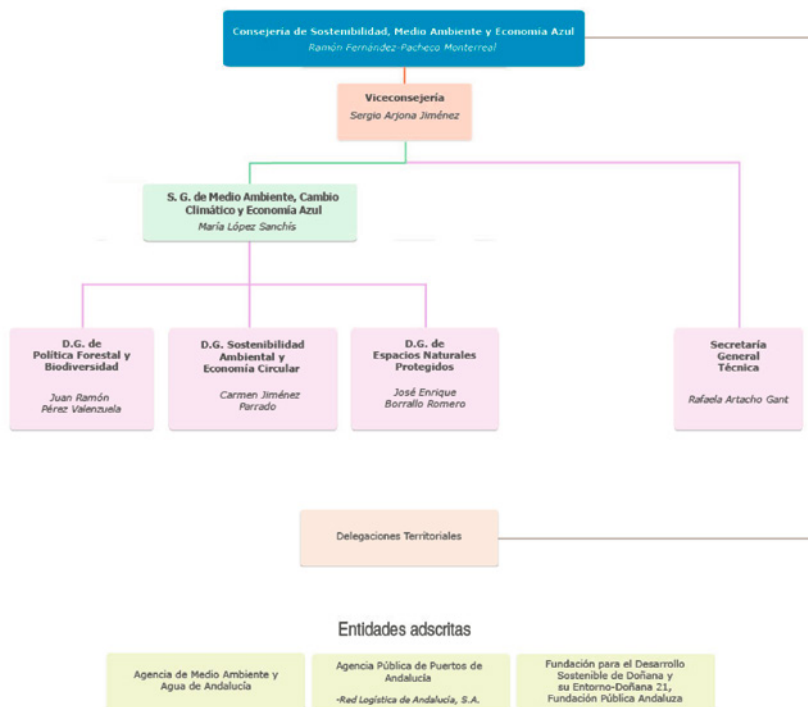 Consejería de Sostenibilidad, Medio Ambiente y Economía Azul
Ramón Fernández-Pacheco Monterreal
Viceconsejería
Sergio Arjona Jiménez
S. G. de Medio Ambiente, Cambio
Climático y Economía Azul
María López Sanchís
D.G. de
Política Forestal y
Biodiversidad
Juan Ramón
Pérez Valenzuela
D.G. Sostenibilidad
Ambiental y
Economía Circular
Carmen Jiménez
Parrado
D.G. de
Espacios Naturales
Protegidos
José Enrique
Borrallo Romero
Secretaría
General
Técnica
Rafaela Artacho Gant
Delegaciones Territoriales
Entidades adscritas
Agencia de Medio Ambiente y
Agua de Andalucía
Agencia Pública de Puertos de
Andalucía
-Red Logística de Andalucía, S.A.
Fundación para el Desarrollo
Sostenible de Doñana y
su Entorno-Doñana 21,
Fundación Pública Andaluza